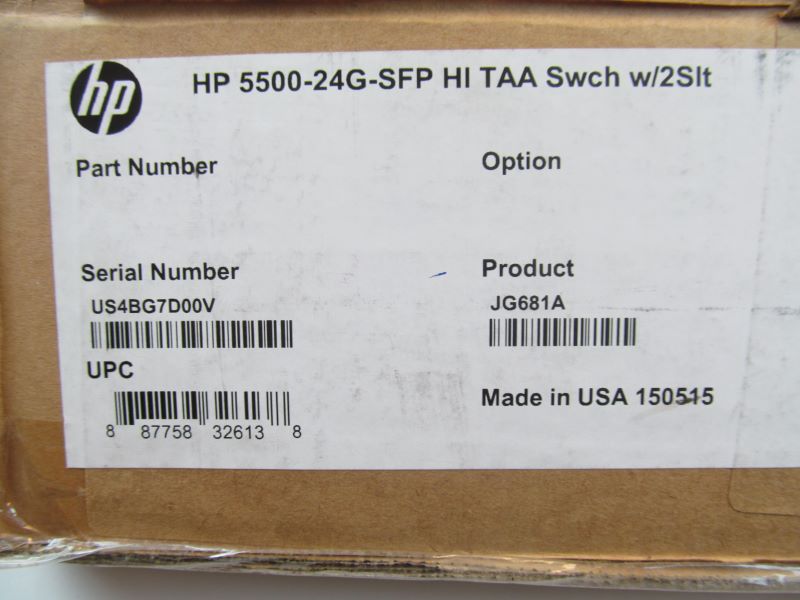 hp
HP 5500-24G-SFP HI TAA Swch w/2Slt
Part Number
Option
Serial Number
US4BG7D00V
Product
JG681A
UPC
8 87758 32613 8
Made in USA 150515